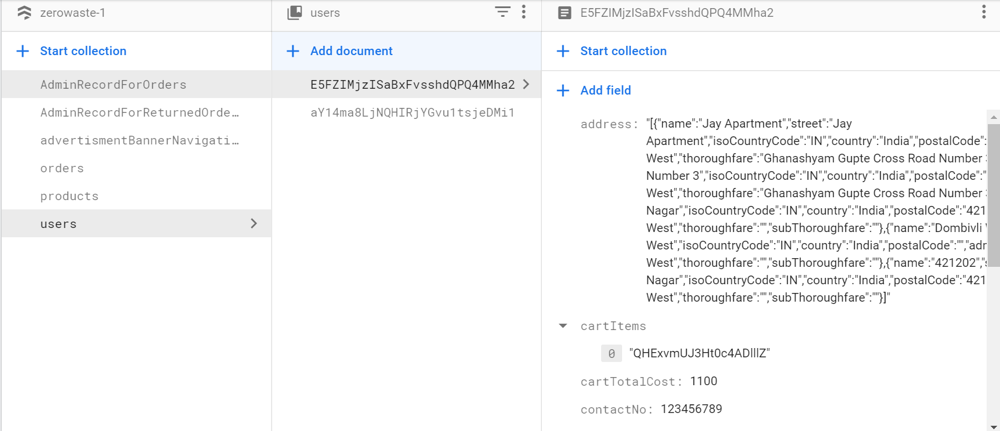 zerowaste-1
Start collection
AdminRecordForOrders
AdminRecordForReturnedOrde…
advertismentBannerNavigati…
orders
products
users
users
Add document
E5FZIMjzISaBxFvsshdQPQ4MMha2
aY14ma8LjNQHIRjYGvu1tsjeDMi1
E5FZIMjzISaBxFvsshdQPQ4MMha2
Start collection
Add field
address: "[{"name":"Jay Apartment","street":"Jay
Apartment","isoCountryCode":"IN","country":"India","postalCode":
West","thoroughfare":"Ghanashyam Gupte Cross Road Number
Number 3","isoCountryCode":"IN","country":"India","postalCode":"
West","thoroughfare":"Ghanashyam Gupte Cross Road Number
Nagar","isoCountryCode":"IN","country":"India","postalCode":"421
West","thoroughfare":"","subThoroughfare":""},{"name":"Dombivli
West","isoCountryCode":"IN","country":"India","postalCode":"","adr
West","thoroughfare":"","subThoroughfare":""},{"name":"421202","
Nagar","isoCountryCode":"IN","country":"India","postalCode":"421
West","thoroughfare":"","subThoroughfare":""}]"
cartItems
0 "QHExvmUJ3Ht0c4ADlllZ"
cartTotalCost: 1100
contactNo: 123456789